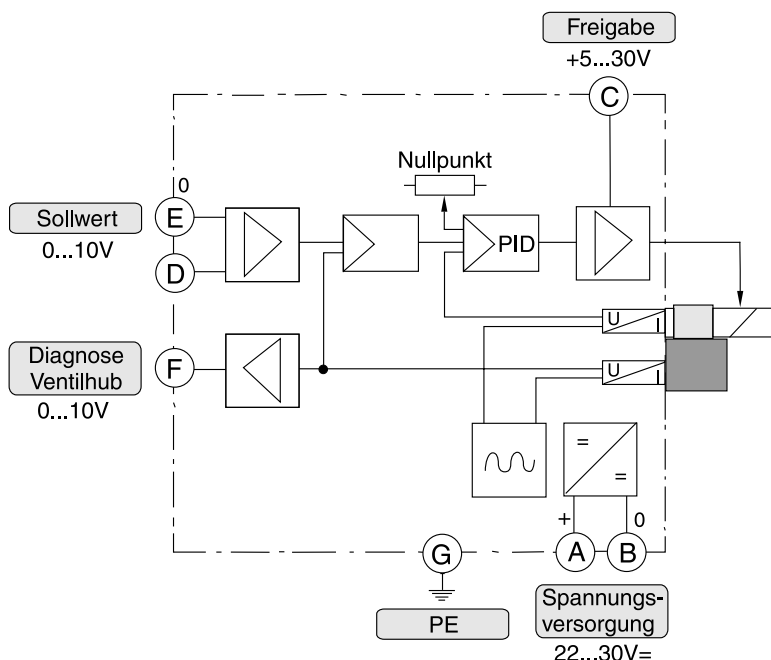 Freigabe
+5...30V
C
Nullpunkt
0
Sollwert
E
0...10V
D
PID
U I
Diagnose
Ventilhub
F
0...10V
U I
=
=
+
0
G
A
B
PE
Spannungs-
versorgung
22...30V=